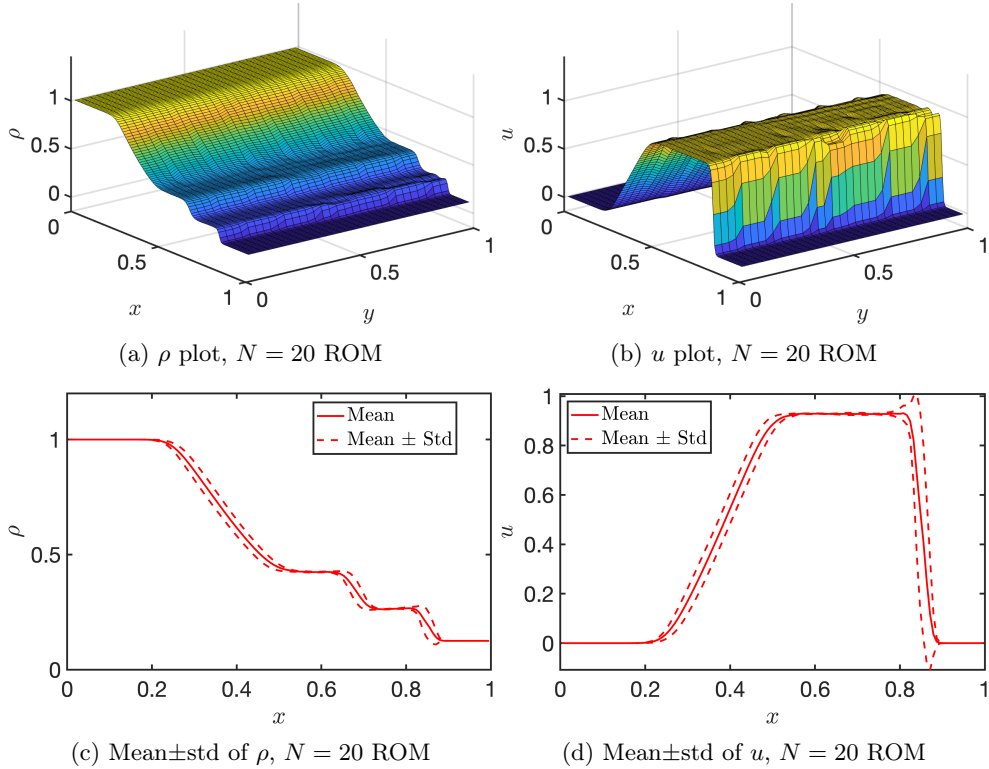 1
0.5
0
ρ
0
0.5
1
x
0
0.5
1
y
(a) ρ plot, N = 20 ROM
1
0.5
0
u
0
0.5
1
x
0
0.5
1
y
(b) u plot, N = 20 ROM
Mean
Mean ± Std
1
0.5
0
ρ
0 0.2 0.4 0.6 0.8 1
x
(c) Mean±std of ρ, N = 20 ROM
Mean
Mean ± Std
1
0.8
0.6
0.4
0.2
0
u
0 0.2 0.4 0.6 0.8 1
x
(d) Mean±std of u, N = 20 ROM